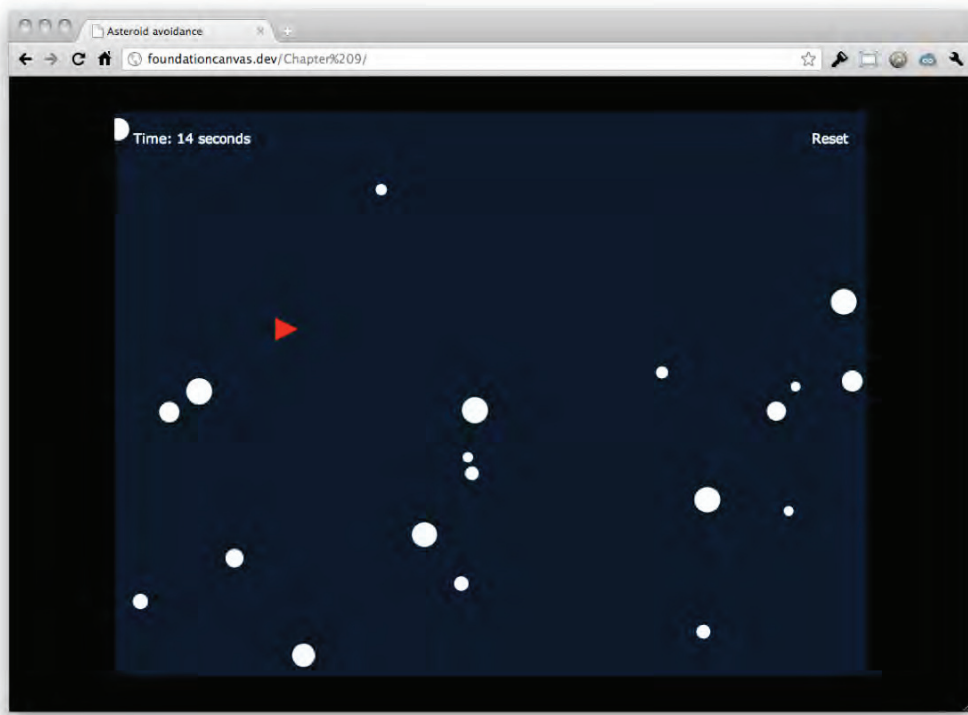 Asteroid avoidance
foundationcanvas.dev/Chapter%209/
Time: 14 seconds
Reset